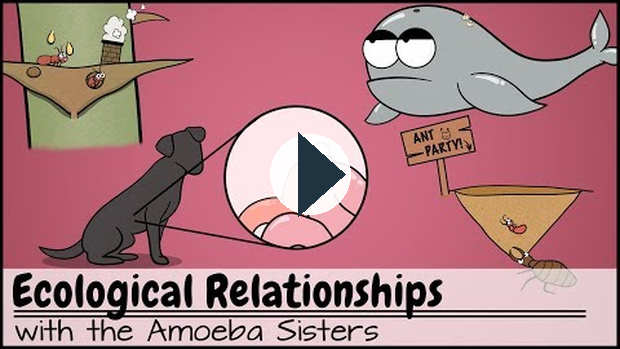 ANT
PARTY!
Ecological Relationships
with the Amoeba Sisters